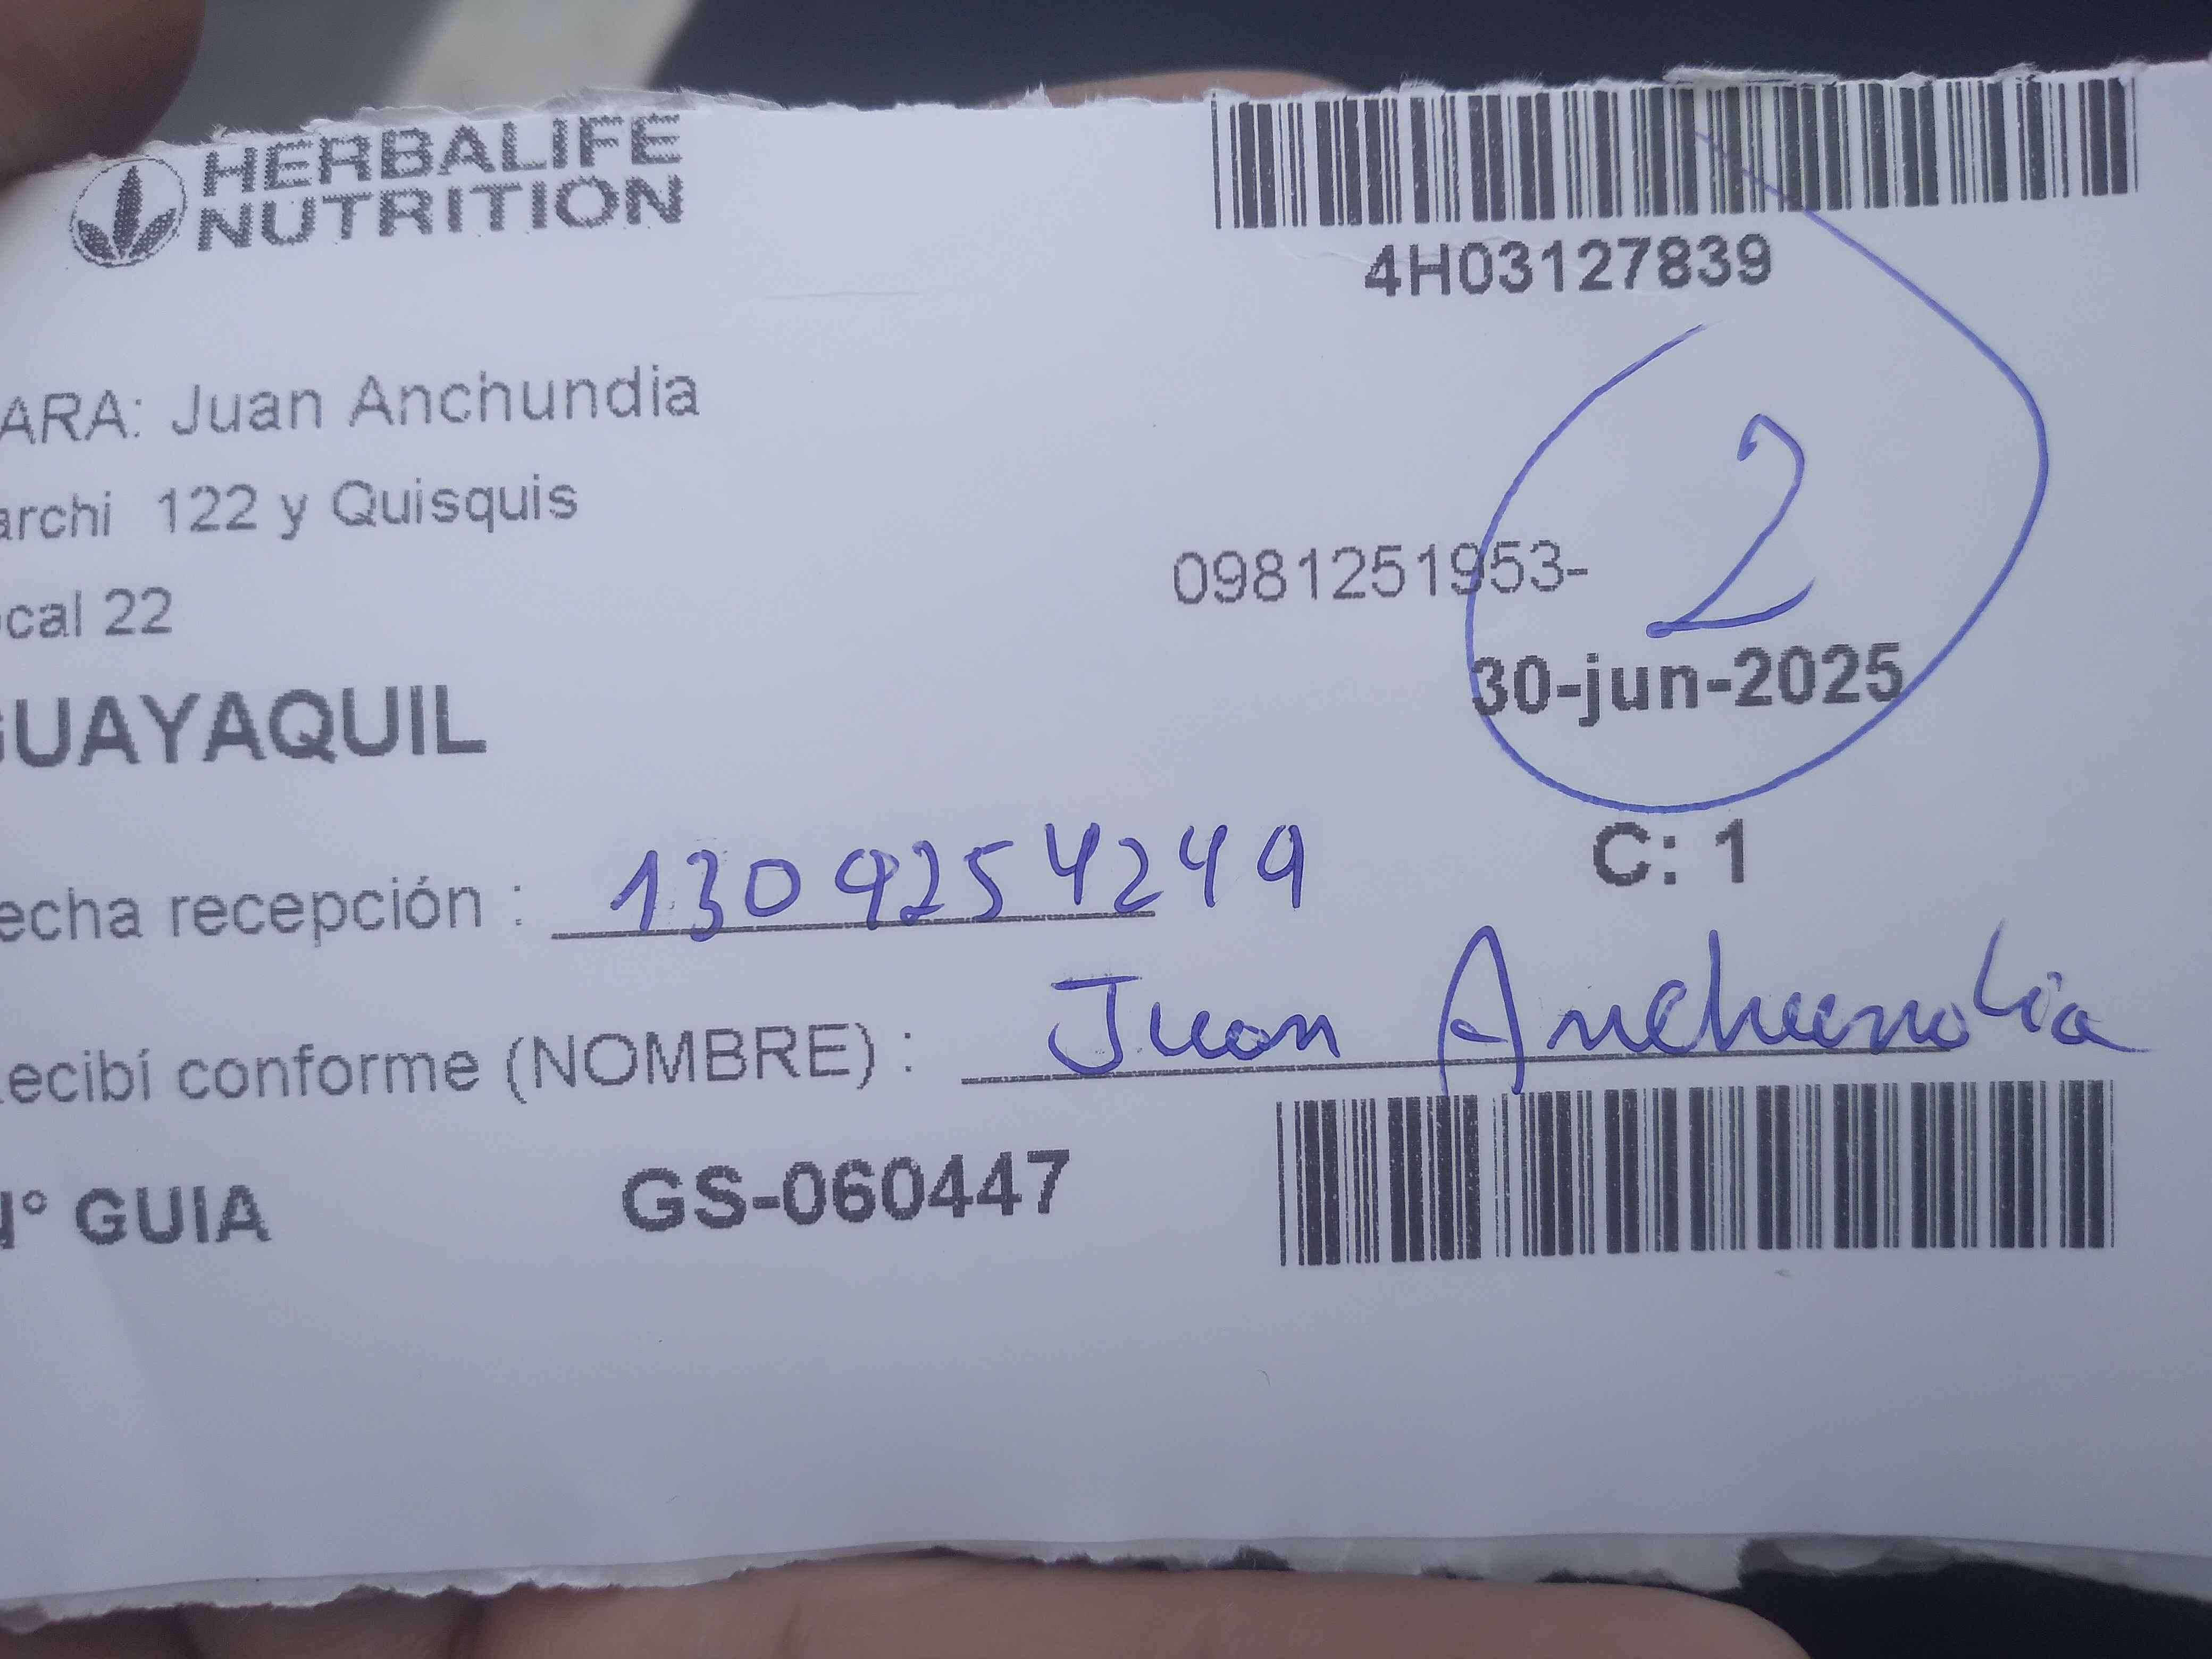 HERBALIFE
NUTRITION
4H03127839
ARA: Juan Anchundia
archi 122 y Quisquis
0981251953-
2
ocal 22
30-jun-2025
GUAYAQUIL
C: 1
echa recepción : 1309254249
ecibí conforme (NOMBRE) : Juan Anchundia
N° GUIA GS-060447